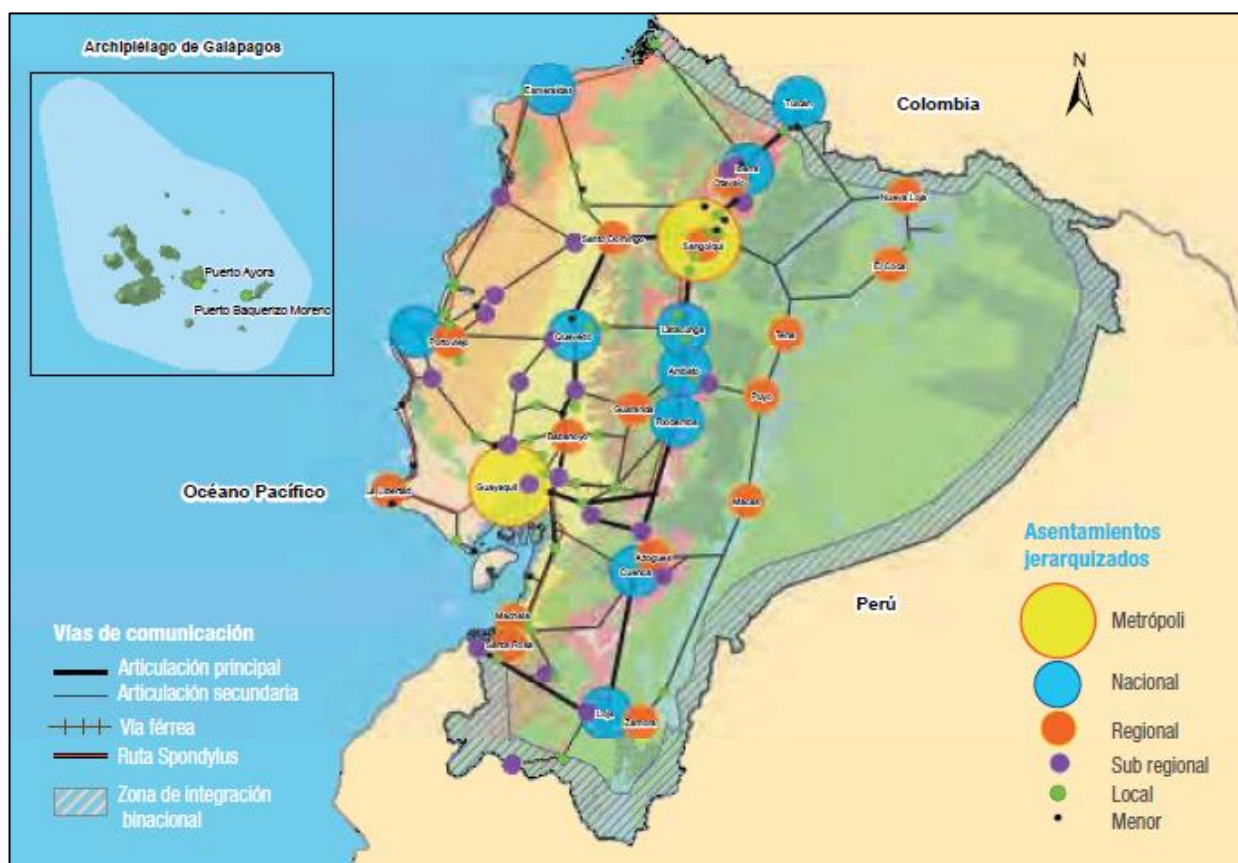 Archipiélago de Galápagos
Puerto Ayora
Puerto Baquerizo Moreno
N
Colombia
Esmeraldas
Tulcán
Ibarra
Otavalo
Nueva Loja
Santo Domingo
Sangolquí
El Coca
Portoviejo
Quevedo
Latacunga
Tena
Ambato
Puyo
Guaranda
Riobamba
Babahoyo
Océano Pacífico
La Libertad
Guayaquil
Macas
Azogues
Cuenca
Perú
Machala
Santa Rosa
Loja
Zamora
Vías de comunicación
Articulación principal
Articulación secundaria
Vía férrea
Ruta Spondylus
Zona de integración
binacional
Asentamientos
jerarquizados
Metrópoli
Nacional
Regional
Sub regional
Local
Menor